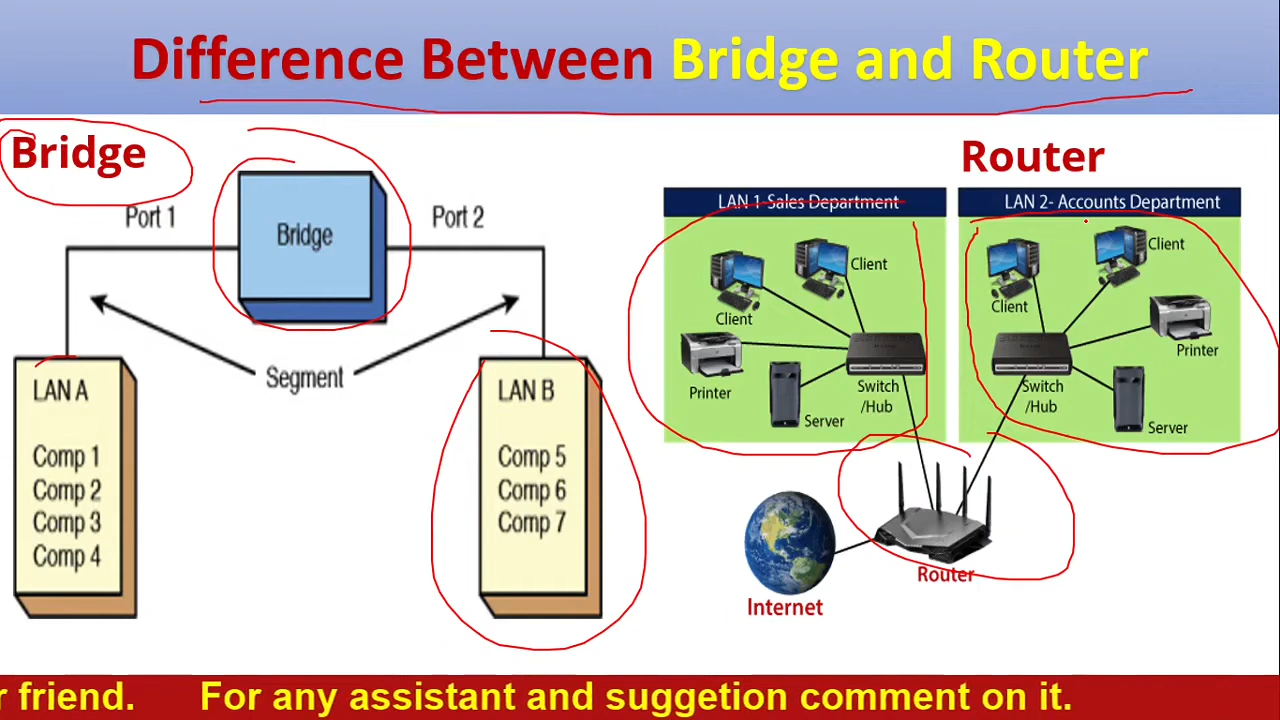 Difference Between Bridge and Router
Bridge
Port 1
Bridge
Port 2
Segment
LAN A
Comp 1
Comp 2
Comp 3
Comp 4
LAN B
Comp 5
Comp 6
Comp 7
Router
LAN 1-Sales Department
Client
Client
Printer
Server
Switch
/Hub
LAN 2- Accounts Department
Client
Client
Printer
Switch
/Hub
Server
Router
Internet
r friend. For any assistant and suggetion comment on it.